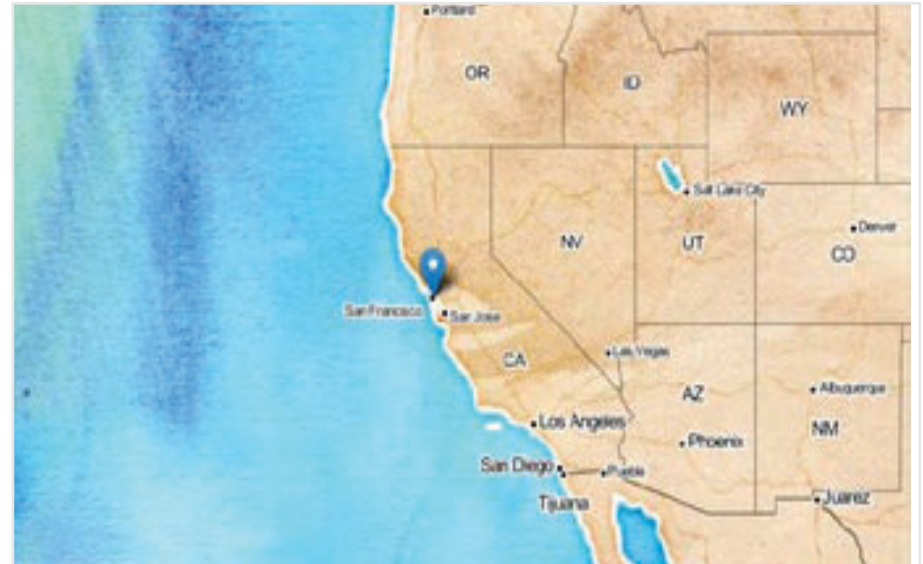 Portland
OR
ID
WY
Salt Lake City
Denver
NV
UT
CO
San Francisco
San Jose
CA
Las Vegas
AZ
Albuquerque
Los Angeles
NM
Phoenix
San Diego
Puebla
Tijuana
Juarez